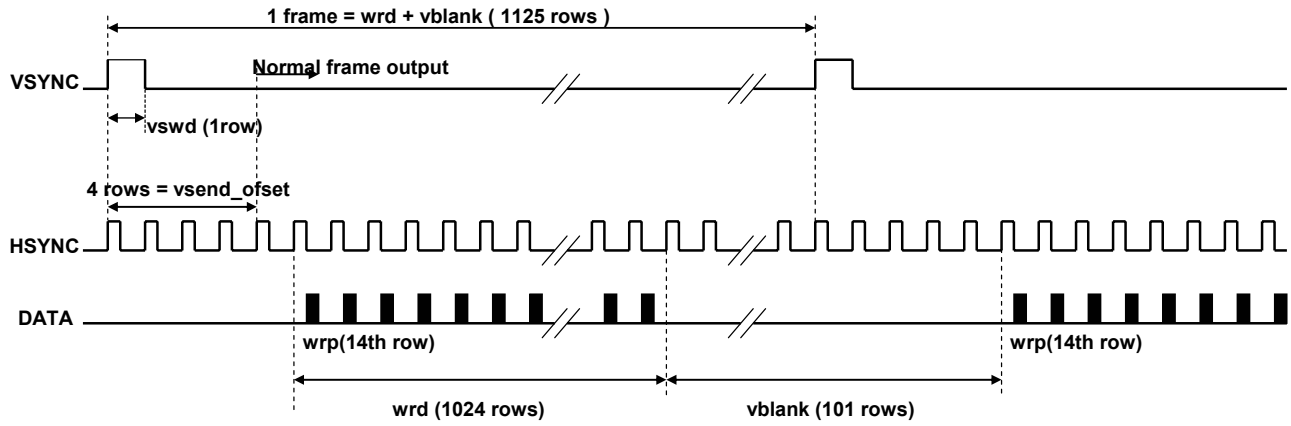 1 frame = wrd + vblank ( 1125 rows )
VSYNC
Normal frame output
vswd (1row)
4 rows = vsend_ofset
HSYNC
DATA
wrp(14th row)
wrp(14th row)
wrd (1024 rows)
vblank (101 rows)